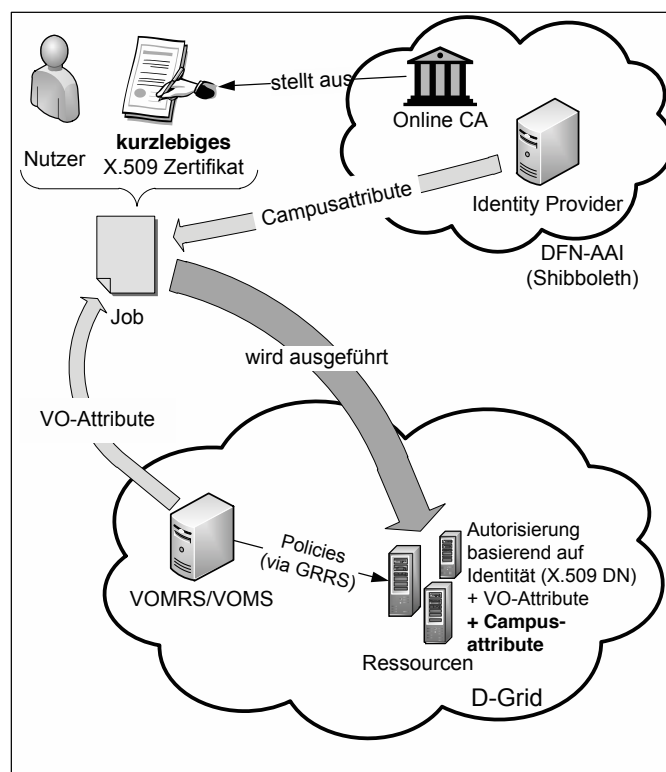 stellt aus
Online CA
Nutzer
kurzlebiges
X.509 Zertifikat
Identity Provider
Campusattribute
DFN-AAI
(Shibboleth)
Job
wird ausgeführt
VO-Attribute
VOMRS/VOMS
Policies
(via GRRS)
Autorisierung
basierend auf
Identität (X.509 DN)
+ VO-Attribute
+ Campus-
attribute
Ressourcen
D-Grid